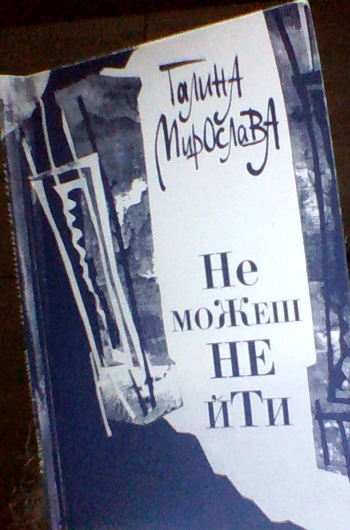 Галина
Мирослава
Не
можеш
НЕ
йти